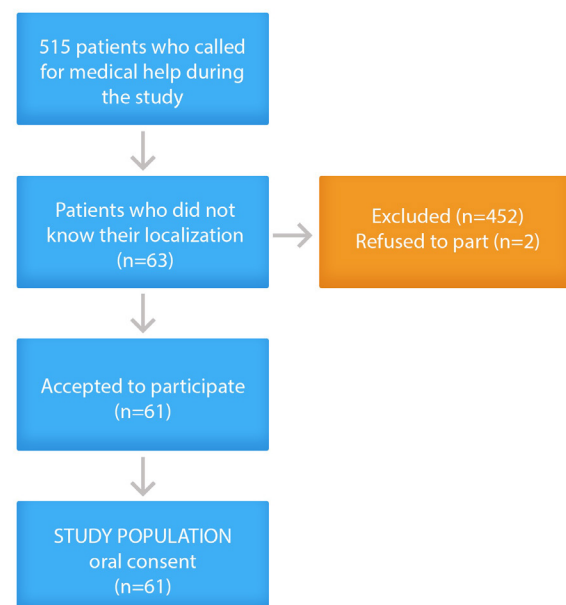 515 patients who called
for medical help during
the study
Patients who did not
know their localization
(n=63)
Excluded (n=452)
Refused to part (n=2)
Accepted to participate
(n=61)
STUDY POPULATION
oral consent
(n=61)